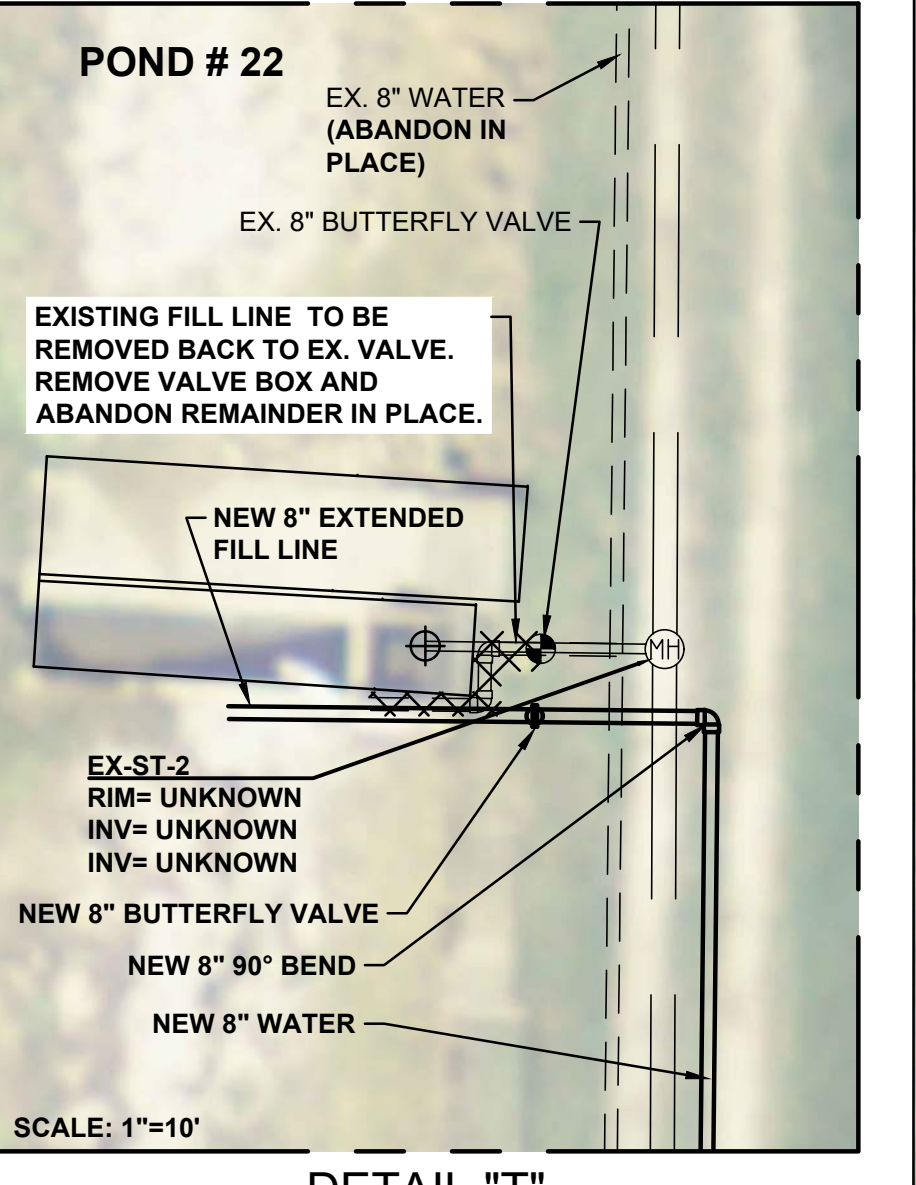 POND # 22
EX. 8" WATER
(ABANDON IN
PLACE)
EX. 8" BUTTERFLY VALVE
EXISTING FILL LINE TO BE
REMOVED BACK TO EX. VALVE.
REMOVE VALVE BOX AND
ABANDON REMAINDER IN PLACE.
NEW 8" EXTENDED
FILL LINE
MH
EX-ST-2
RIM= UNKNOWN
INV= UNKNOWN
INV= UNKNOWN
NEW 8" BUTTERFLY VALVE
NEW 8" 90° BEND
NEW 8" WATER
SCALE: 1"=10'
DETAIL "T"